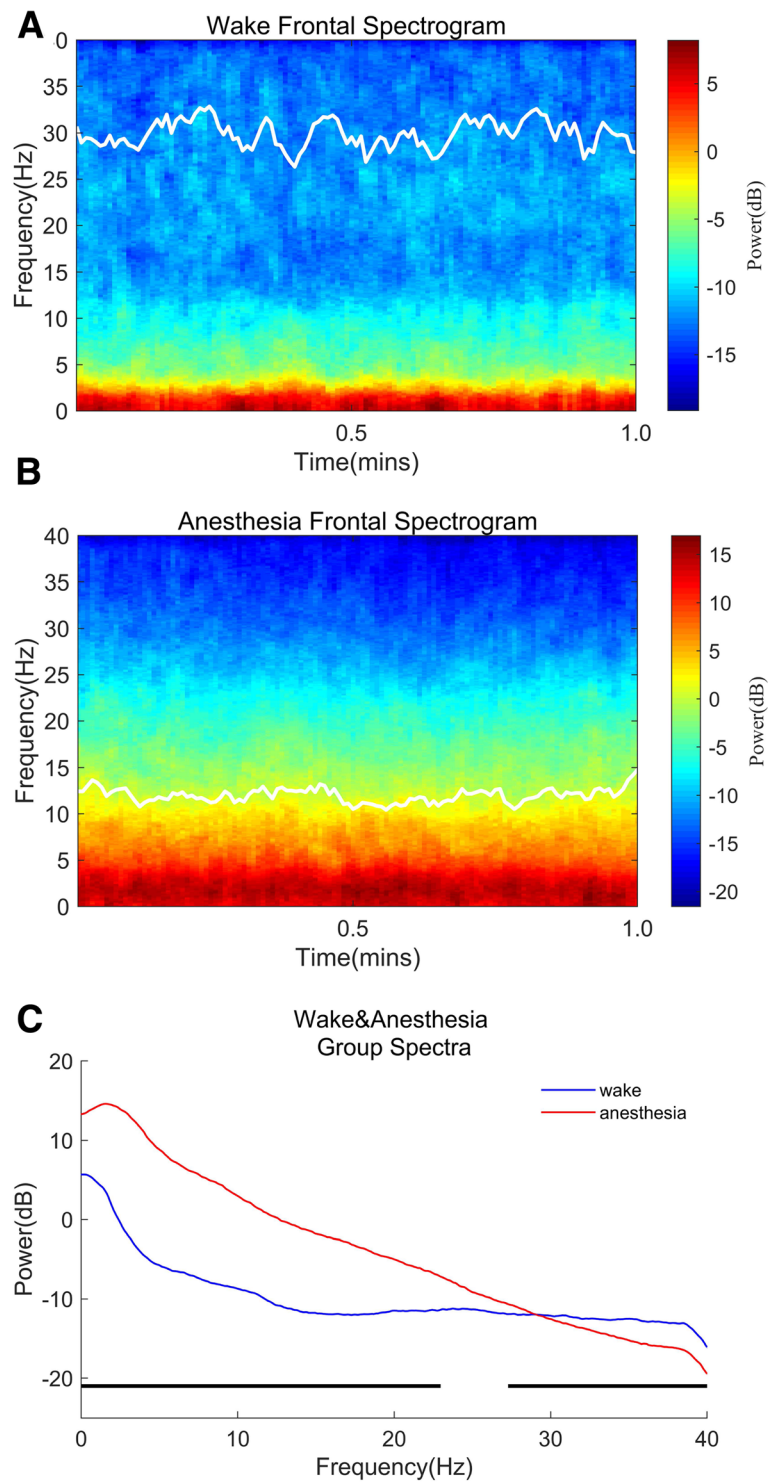 A
Wake Frontal Spectrogram
0
35
30
25
20
15
10
5
0
Frequency(Hz)
0.5
1.0
Time(mins)
5
0
-5
-10
-15
Power(dB)
B
Anesthesia Frontal Spectrogram
40
35
30
25
20
15
10
5
0
Frequency(Hz)
0.5
1.0
Time(mins)
15
10
5
0
-5
-10
-15
-20
Power(dB)
C
Wake&Anesthesia
Group Spectra
20
10
0
-10
-20
Power(dB)
wake
anesthesia
0
10
20
30
40
Frequency(Hz)